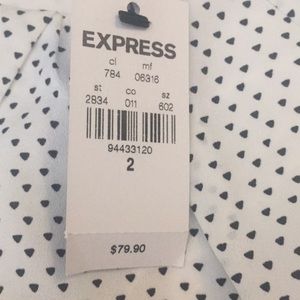 EXPRESS
cl mf
784 06316
st co sz
2834 011 602
94433120
2
$79.90